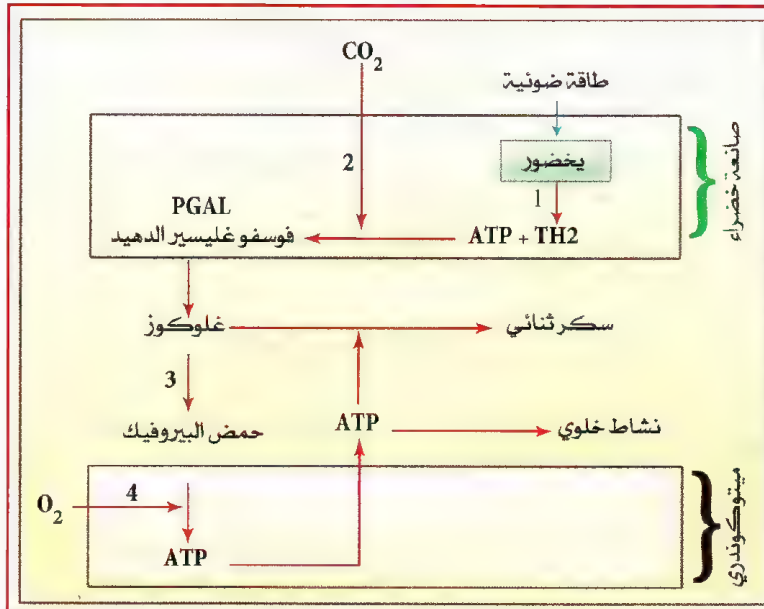 CO2
طاقة ضوئية
يخضور
صانعة خضراء
2
1
PGAL
فوسفو غليسير الدهيد
ATP + TH2
غلوكوز
سكر ثنائي
3
حمض البيروفيك
ATP
نشاط خلوي
O2
4
ATP
ميتوكوندري